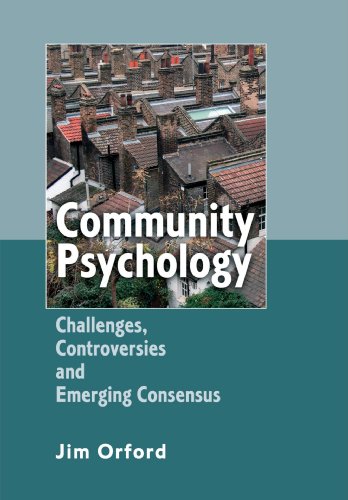 Community
Psychology
Challenges,
Controversies
and
Emerging Consensus
Jim Orford